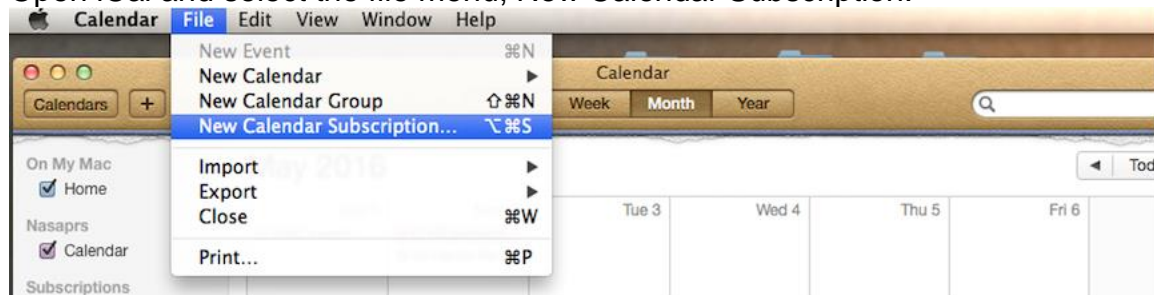 Open iCal and select the file menu, New Calendar Subscription.
Calendar File Edit View Window Help
New Event ⌘N
New Calendar ▶
New Calendar Group ⇧⌘N
New Calendar Subscription... ⌥⌘S
Import ▶
Export ▶
Close ⌘W
Print... ⌘P
Calendar
Calendars + Week Month Year
On My Mac
Home
Nasaprs
Calendar
Subscriptions
May 2016
◀ Tod
Tue 3 Wed 4 Thu 5 Fri 6